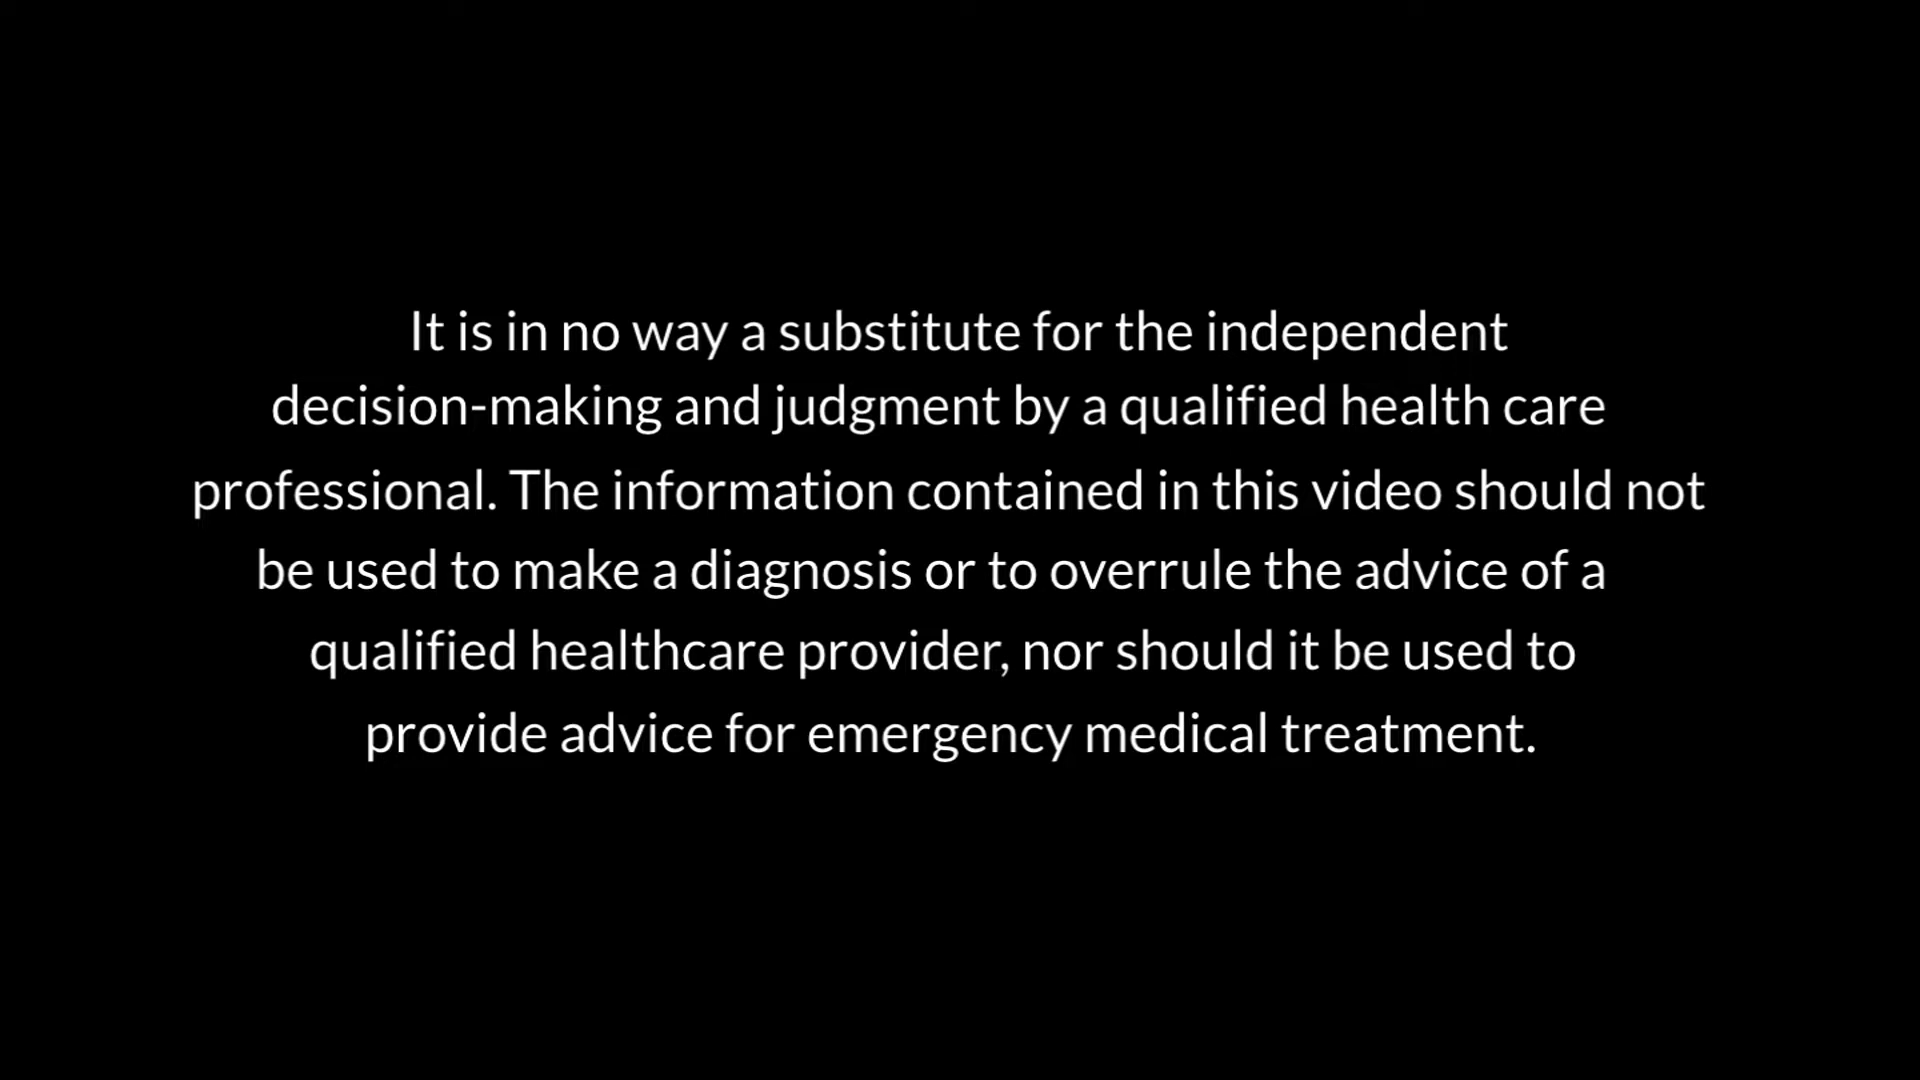 It is in no way a substitute for the independent
decision-making and judgment by a qualified health care
professional. The information contained in this video should not
be used to make a diagnosis or to overrule the advice of a
qualified healthcare provider, nor should it be used to
provide advice for emergency medical treatment.